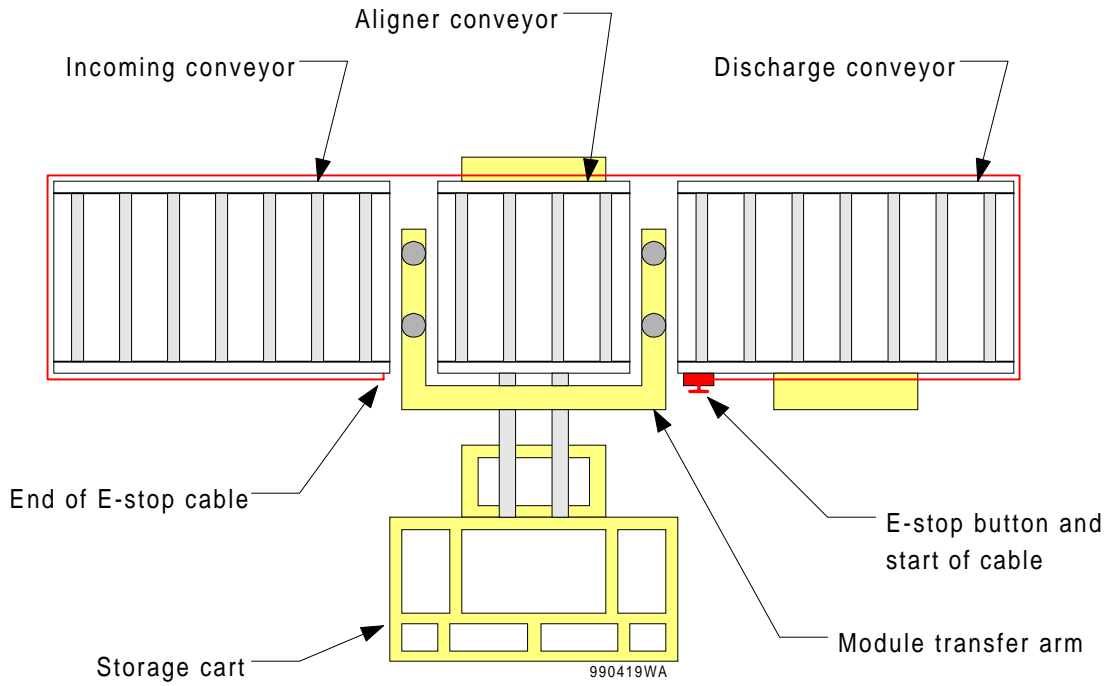 Aligner conveyor
Incoming conveyor
Discharge conveyor
End of E-stop cable
E-stop button and
start of cable
Module transfer arm
Storage cart
990419WA